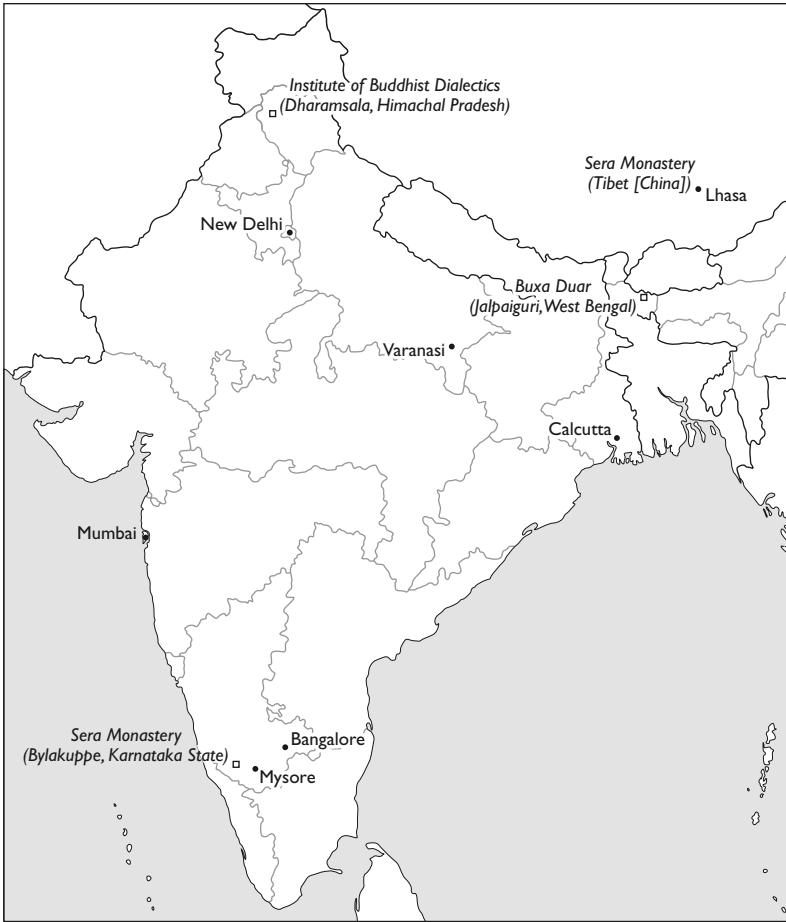 Institute of Buddhist Dialectics
(Dharamsala, Himachal Pradesh)
Sera Monastery
(Tibet [China])
Lhasa
New Delhi
Buxa Duar
(Jalpaiguri, West Bengal)
Varanasi
Calcutta
Mumbai
Sera Monastery
(Bylakuppe, Karnataka State)
Bangalore
Mysore